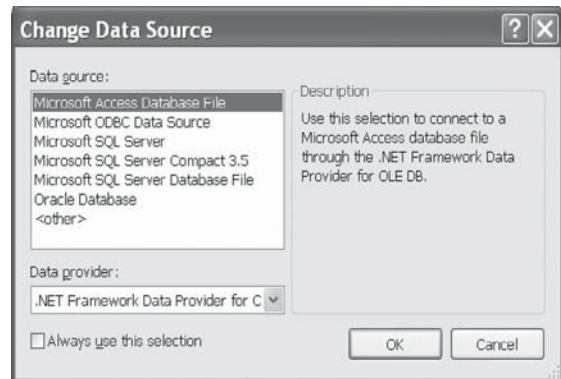 Change Data Source
Data source:
Microsoft Access Database File
Microsoft ODBC Data Source
Microsoft SQL Server
Microsoft SQL Server Compact 3.5
Microsoft SQL Server Database File
Oracle Database
<other>
Description
Use this selection to connect to a
Microsoft Access database file
through the .NET Framework Data
Provider for OLE DB.
Data provider:
.NET Framework Data Provider for C
Always use this selection
OK
Cancel